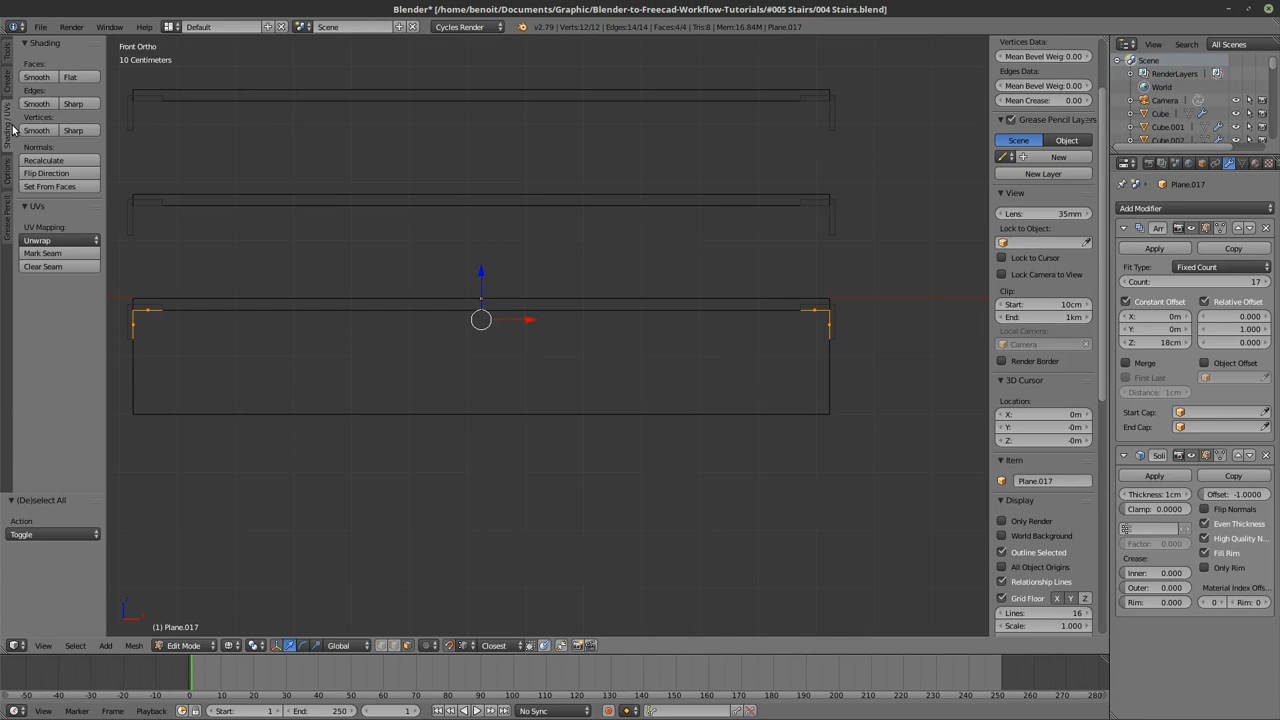 Blender* [/home/benoit/Documents/Graphic/Blender-to-Freecad-Workflow-Tutorials/#005 Stairs/004 Stairs.blend]
File Render Window Help Default Scene Cycles Render v2.79 | Verts:12/12 | Edges:14/14 | Faces:4/4 | Tris:8 | Mem:16.84M | Plane.017
Tools
Create
Shading / UVs
Options
Grease Pencil
Shading
Faces:
Smooth Flat
Edges:
Smooth Sharp
Vertices:
Smooth Sharp
Normals:
Recalculate
Flip Direction
Set From Faces
UVs
UV Mapping:
Unwrap
Mark Seam
Clear Seam
(De)select All
Action
Toggle
Front Ortho
10 Centimeters
(1) Plane.017
View Select Add Mesh Edit Mode Global Closest
Vertices Data:
Mean Bevel Weig: 0.00
Edges Data:
Mean Bevel Weig: 0.00
Mean Crease: 0.00
Grease Pencil Layers
Scene Object
New
New Layer
View
Lens: 35mm
Lock to Object:
Lock to Cursor
Lock Camera to View
Clip:
Start: 10cm
End: 1km
Local Camera:
Camera
Render Border
3D Cursor
Location:
X: 0m
Y: -0m
Z: -0m
Item
Plane.017
Display
Only Render
World Background
Outline Selected
All Object Origins
Relationship Lines
Grid Floor X Y Z
Lines: 16
Scale: 1.000
View Search All Scenes
Scene
RenderLayers
World
Camera
Cube
Cube.001
Cube.002
Plane.017
Add Modifier
Arr
Apply Copy
Fit Type: Fixed Count
Count: 17
Constant Offset Relative Offset
X: 0m 0.000
Y: 0m 1.000
Z: 18cm 0.000
Merge Object Offset
First Last
Distance: 1cm
Start Cap:
End Cap:
Soli
Apply Copy
Thickness: 1cm Offset: -1.0000
Clamp: 0.0000 Flip Normals
Even Thickness
Factor: 0.000 High Quality N...
Crease: Fill Rim
Inner: 0.000 Only Rim
Outer: 0.000 Material Index Offs...
Rim: 0.000 0 Rim: 0
-50 -40 -30 -20 -10 0 10 20 30 40 50 60 70 80 90 100 110 120 130 140 150 160 170 180 190 200 210 220 230 240 250 260 270 280
View Marker Frame Playback Start: 1 End: 250 1 No Sync